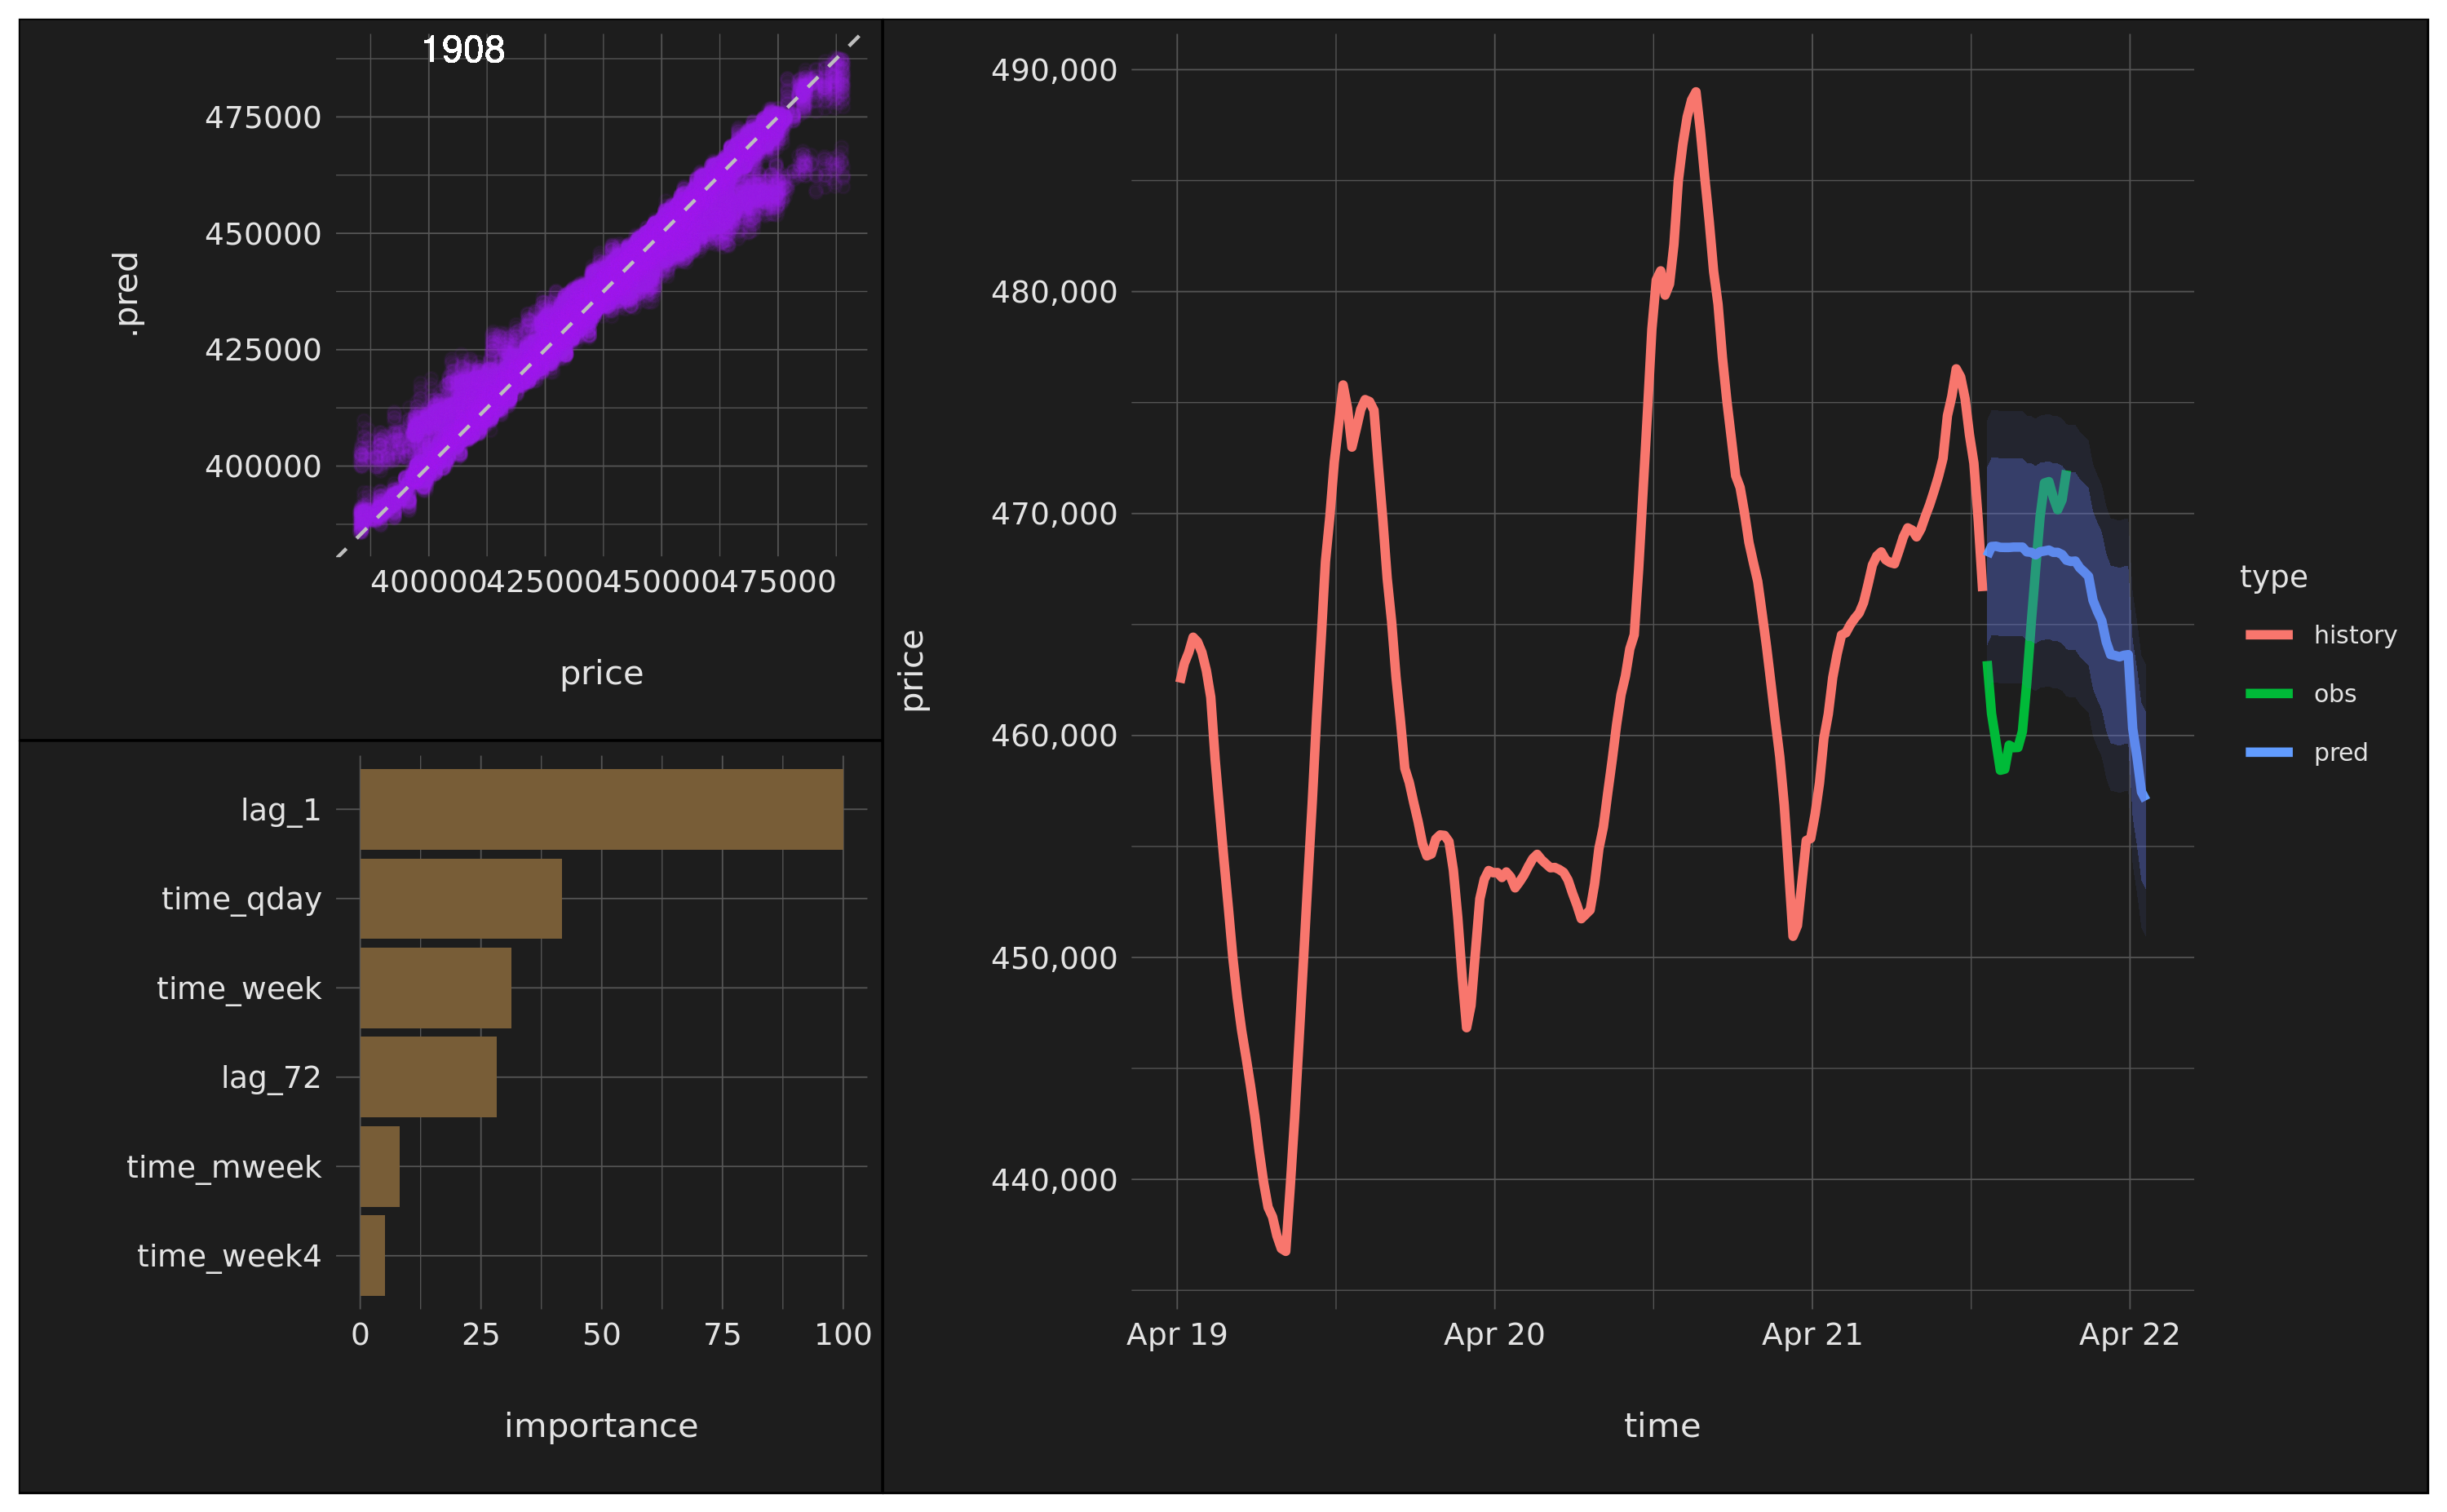 1908
475000
450000
425000
400000
.pred
400000425000450000475000
price
lag_1
time_qday
time_week
lag_72
time_mweek
time_week4
0 25 50 75 100
importance
490,000
480,000
470,000
460,000
450,000
440,000
price
Apr 19 Apr 20 Apr 21 Apr 22
time
type
history
obs
pred